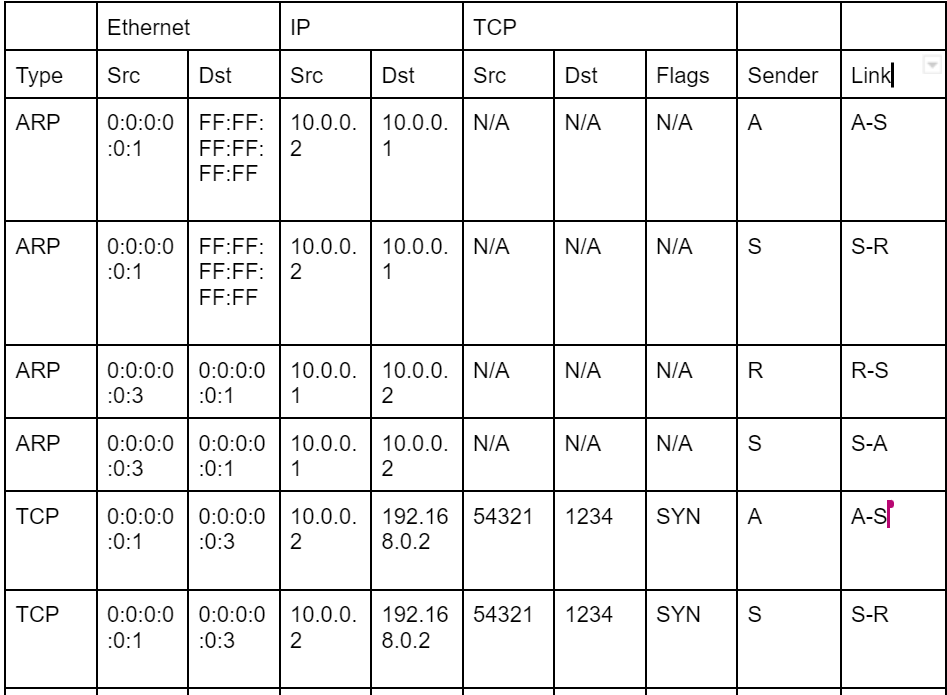 Ethernet IP TCP
Type Src Dst Src Dst Src Dst Flags Sender Link
ARP 0:0:0:0 FF:FF: 10.0.0. 10.0.0. N/A N/A N/A A A-S
:0:1 FF:FF: 2 1
FF:FF
ARP 0:0:0:0 FF:FF: 10.0.0. 10.0.0. N/A N/A N/A S S-R
:0:1 FF:FF: 2 1
FF:FF
ARP 0:0:0:0 0:0:0:0 10.0.0. 10.0.0. N/A N/A N/A R R-S
:0:3 :0:1 1 2
ARP 0:0:0:0 0:0:0:0 10.0.0. 10.0.0. N/A N/A N/A S S-A
:0:3 :0:1 1 2
TCP 0:0:0:0 0:0:0:0 10.0.0. 192.16 54321 1234 SYN A A-S
:0:1 :0:3 2 8.0.2
TCP 0:0:0:0 0:0:0:0 10.0.0. 192.16 54321 1234 SYN S S-R
:0:1 :0:3 2 8.0.2